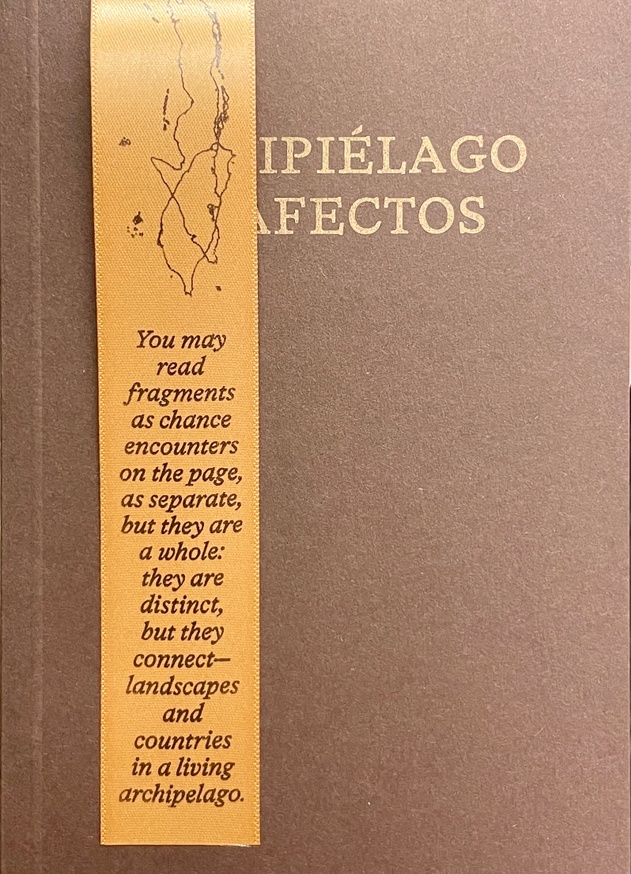 IPIÉLAGO
AFECTOS
You may
read
fragments
as chance
encounters
on the page,
as separate,
but they are
a whole:
they are
distinct,
but they
connect—
landscapes
and
countries
in a living
archipelago.